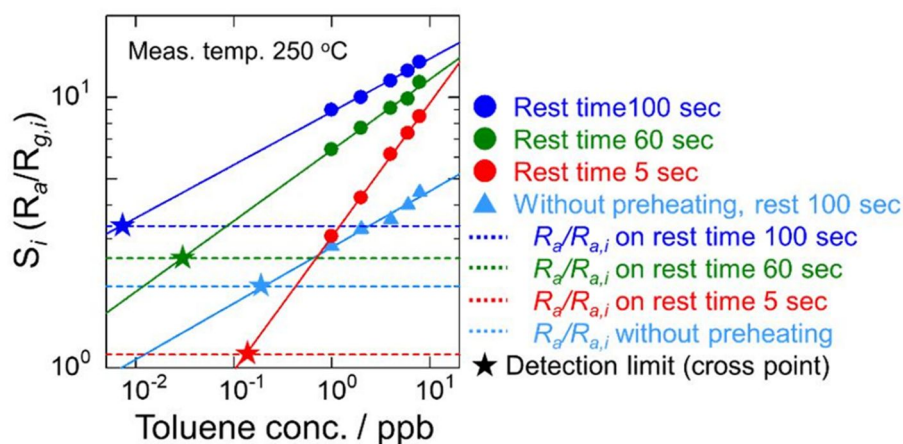 Meas. temp. 250 °C
10¹
10⁰
S_i (R_a/R_g,i)
10⁻² 10⁻¹ 10⁰ 10¹
Toluene conc. / ppb
Rest time100 sec
Rest time 60 sec
Rest time 5 sec
Without preheating, rest 100 sec
R_a/R_a,i on rest time 100 sec
R_a/R_a,i on rest time 60 sec
R_a/R_a,i on rest time 5 sec
R_a/R_a,i without preheating
Detection limit (cross point)